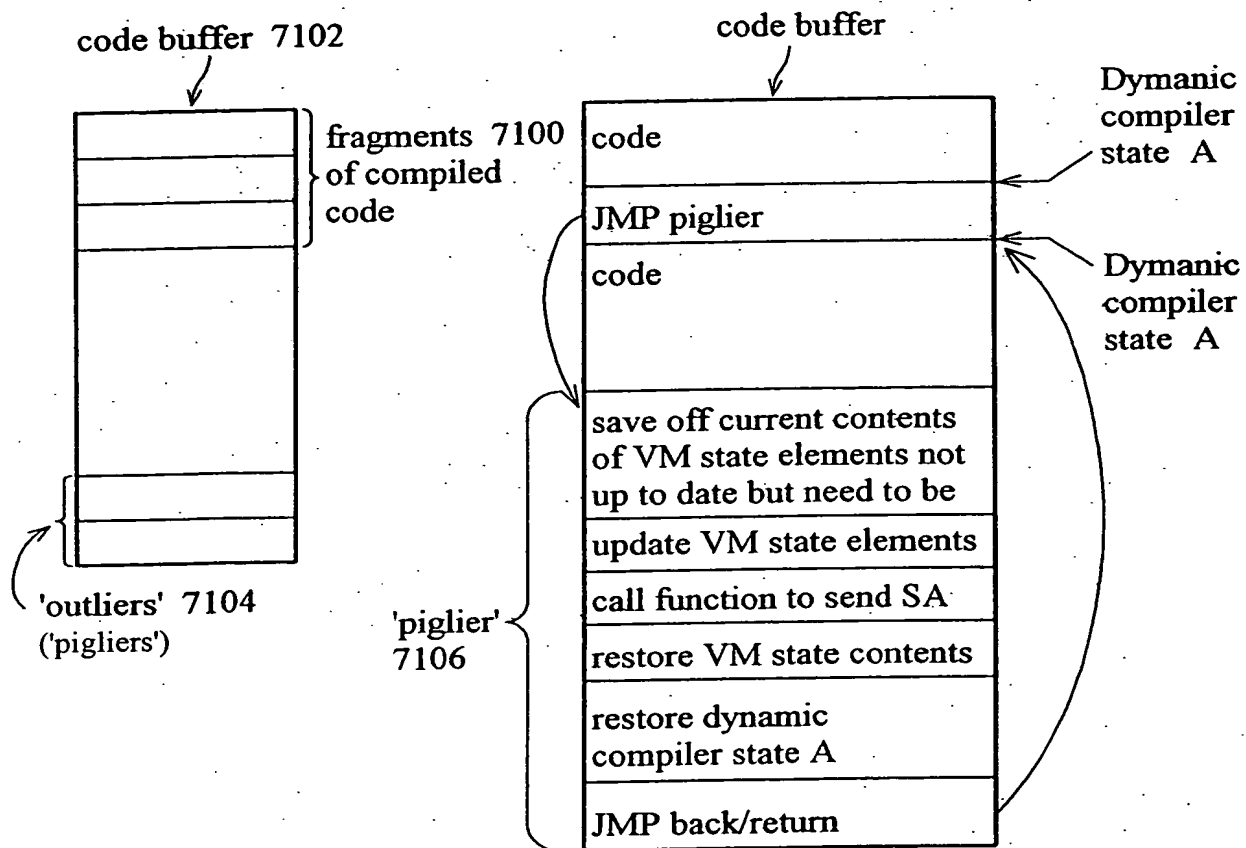 code buffer 7102
fragments 7100
of compiled
code
'outliers' 7104
('pigliers')
code buffer
Dymanic
compiler
state A
code
JMP piglier
Dymanic
compiler
state A
code
save off current contents
of VM state elements not
up to date but need to be
update VM state elements
call function to send SA
restore VM state contents
restore dynamic
compiler state A
JMP back/return
'piglier'
7106